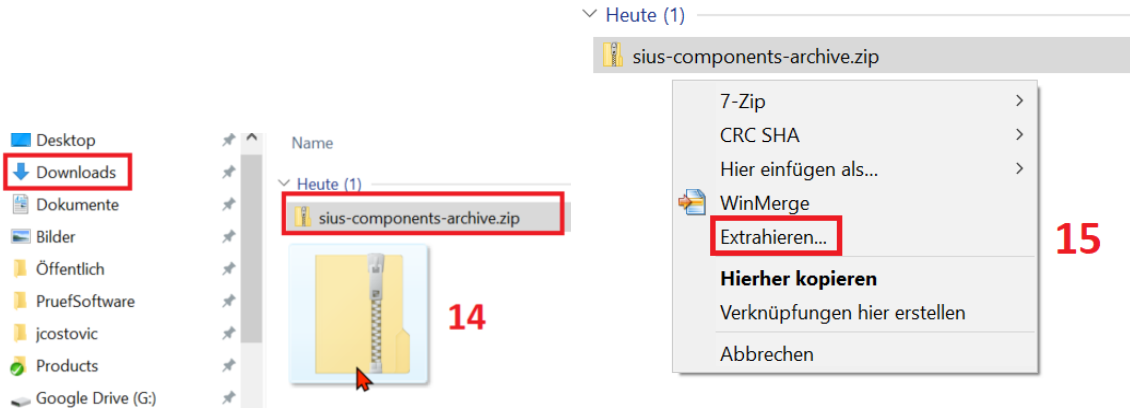 Desktop
Downloads
Dokumente
Bilder
Öffentlich
PruefSoftware
jcostovic
Products
Google Drive (G:)
Name
Heute (1)
sius-components-archive.zip
14
Heute (1)
sius-components-archive.zip
7-Zip
CRC SHA
Hier einfügen als...
WinMerge
Extrahieren...
15
Hierher kopieren
Verknüpfungen hier erstellen
Abbrechen